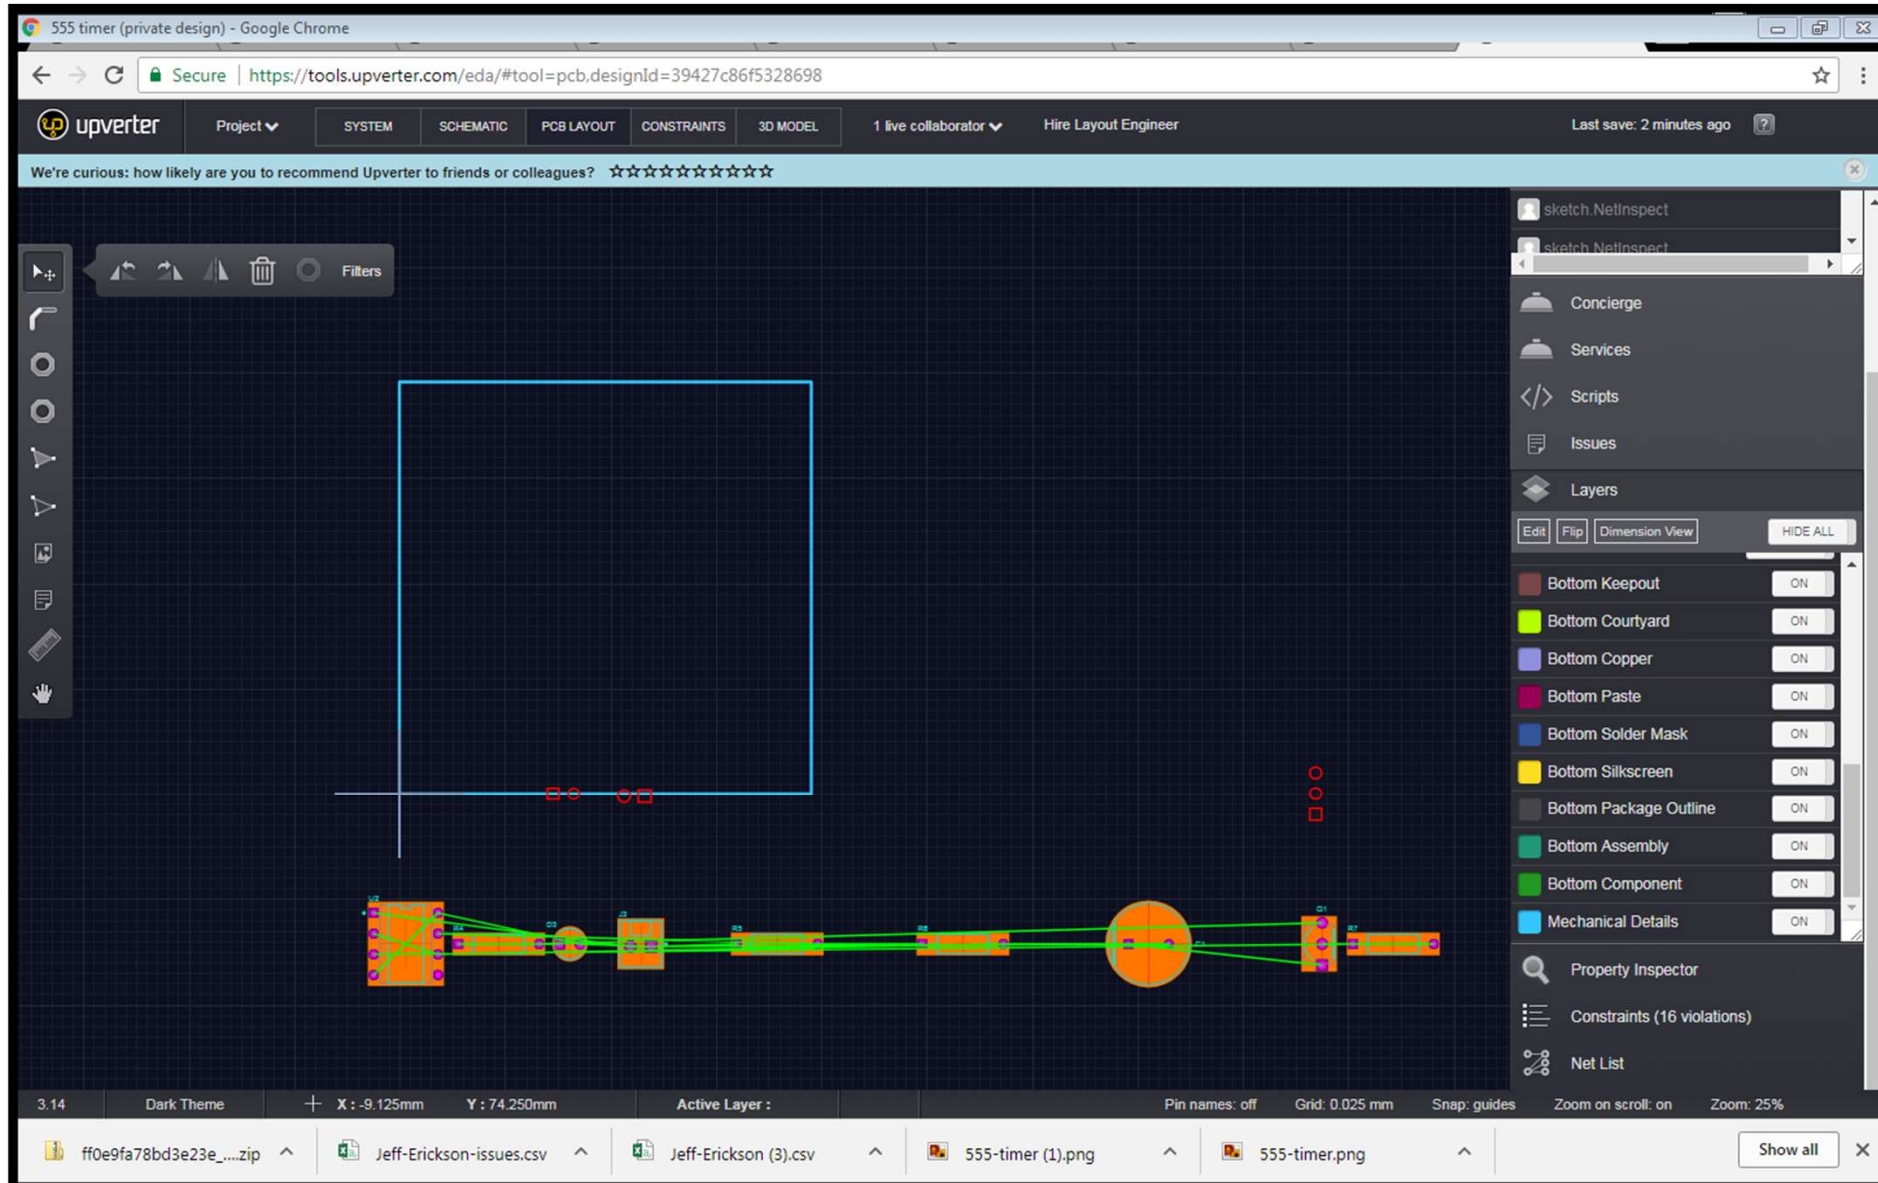 555 timer (private design) - Google Chrome
Secure | https://tools.upverter.com/eda/#tool=pcb,designId=39427c86f5328698
upverter Project SYSTEM SCHEMATIC PCB LAYOUT CONSTRAINTS 3D MODEL 1 live collaborator Hire Layout Engineer Last save: 2 minutes ago ?
We're curious: how likely are you to recommend Upverter to friends or colleagues?
sketch.NetInspect
sketch.NetInspect
Filters
Concierge
Services
Scripts
Issues
Layers
Edit Flip Dimension View HIDE ALL
Bottom Keepout ON
Bottom Courtyard ON
Bottom Copper ON
Bottom Paste ON
Bottom Solder Mask ON
Bottom Silkscreen ON
Bottom Package Outline ON
Bottom Assembly ON
Bottom Component ON
Mechanical Details ON
U2 R4 J3 R5 R6 R7
Property Inspector
Constraints (16 violations)
Net List
3.14 Dark Theme X : -9.125mm Y : 74.250mm Active Layer : Pin names: off Grid: 0.025 mm Snap: guides Zoom on scroll: on Zoom: 25%
ff0e9fa78bd3e23e_....zip Jeff-Erickson-issues.csv Jeff-Erickson (3).csv 555-timer (1).png 555-timer.png Show all